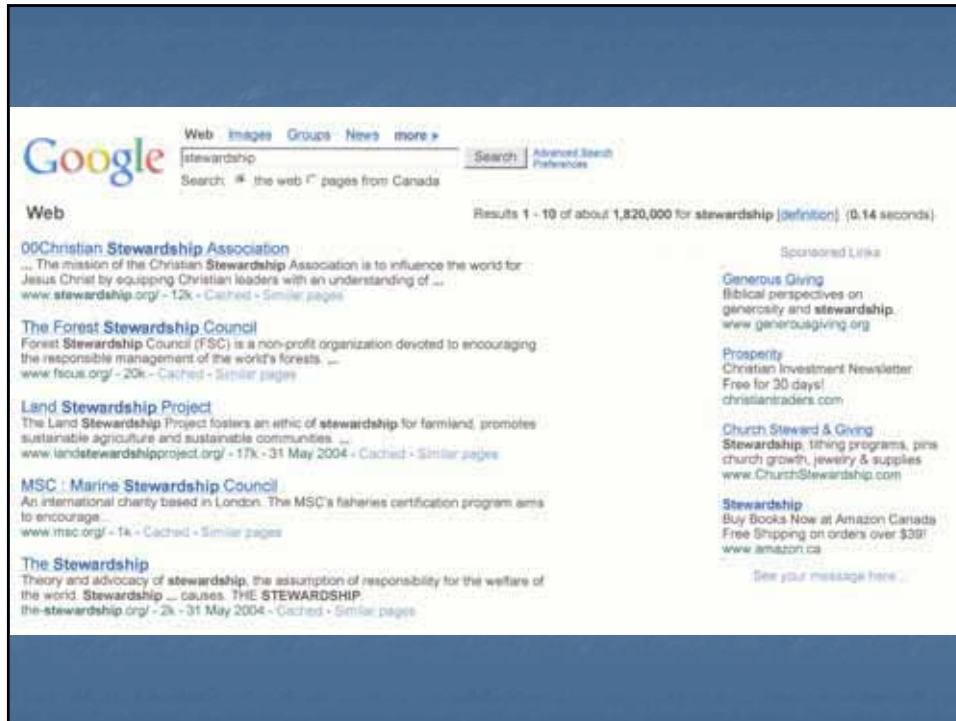 Google
Web Images Groups News more »
stewardship
Search
Advanced Search
Preferences
Search: the web pages from Canada
Web
Results 1 - 10 of about 1,820,000 for stewardship [definition]. (0.14 seconds)
00Christian Stewardship Association
... The mission of the Christian Stewardship Association is to influence the world for
Jesus Christ by equipping Christian leaders with an understanding of ...
www.stewardship.org/ - 12k - Cached - Similar pages
The Forest Stewardship Council
Forest Stewardship Council (FSC) is a non-profit organization devoted to encouraging
the responsible management of the world's forests. ...
www.fscus.org/ - 20k - Cached - Similar pages
Land Stewardship Project
The Land Stewardship Project fosters an ethic of stewardship for farmland, promotes
sustainable agriculture and sustainable communities. ...
www.landstewardshipproject.org/ - 17k - 31 May 2004 - Cached - Similar pages
MSC : Marine Stewardship Council
An international charity based in London. The MSC's fisheries certification program aims
to encourage...
www.msc.org/ - 1k - Cached - Similar pages
The Stewardship
Theory and advocacy of stewardship, the assumption of responsibility for the welfare of
the world. Stewardship ... causes. THE STEWARDSHIP
the-stewardship.org/ - 2k - 31 May 2004 - Cached - Similar pages
Sponsored Links
Generous Giving
Biblical perspectives on
generosity and stewardship.
www.generousgiving.org
Prosperity
Christian Investment Newsletter
Free for 30 days!
christiantraders.com
Church Steward & Giving
Stewardship, tithing programs, pins
church growth, jewelry & supplies
www.ChurchStewardship.com
Stewardship
Buy Books Now at Amazon Canada
Free Shipping on orders over $39!
www.amazon.ca
See your message here...